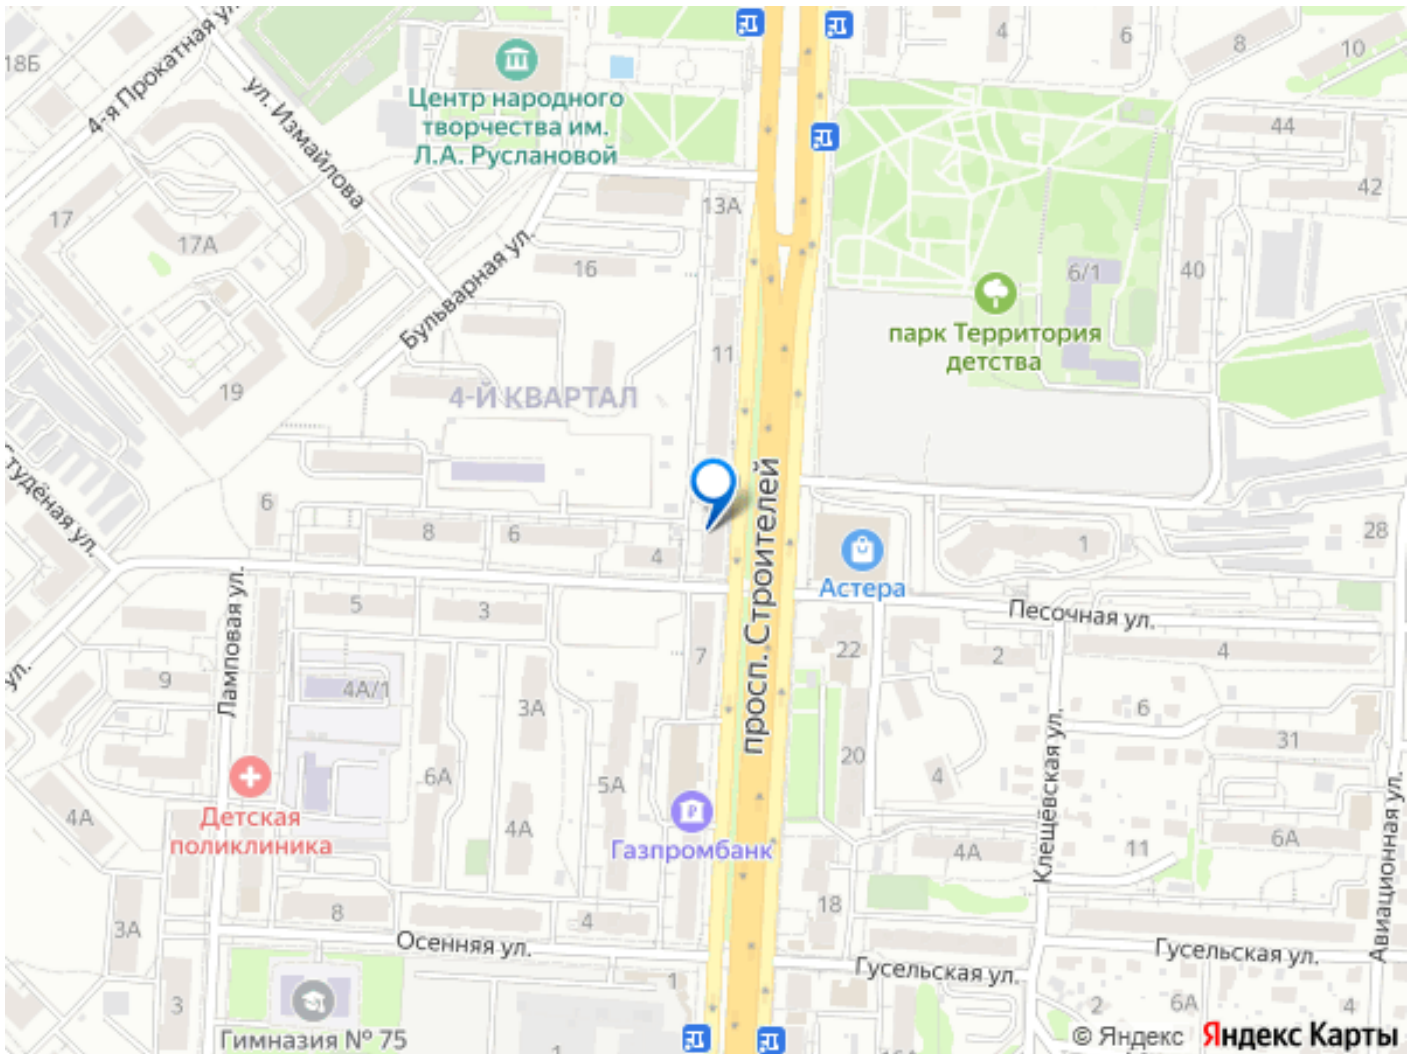 18Б
4-я Прокатная ул.
ул. Измайлова
Центр народного
творчества им.
Л.А. Руслановой
4
6
8
10
44
42
13А
17
17А
Бульварная ул.
16
6/1
40
парк Территория
детства
11
19
4-Й КВАРТАЛ
Студёная ул.
6
8
6
4
просп. Строителей
1
28
Астера
Песочная ул.
Ламповая ул.
5
3
7
22
2
4
ул.
9
4А/1
3А
6
31
Клещёвская ул.
20
4
6А
5А
4А
Детская
поликлиника
4А
Газпромбанк
4А
11
6А
Авиационная ул.
3А
8
4
18
Осенняя ул.
Гусельская ул.
Гусельская ул.
3
1
2
6А
4
Гимназия № 75
1
16А
© Яндекс Яндекс Карты